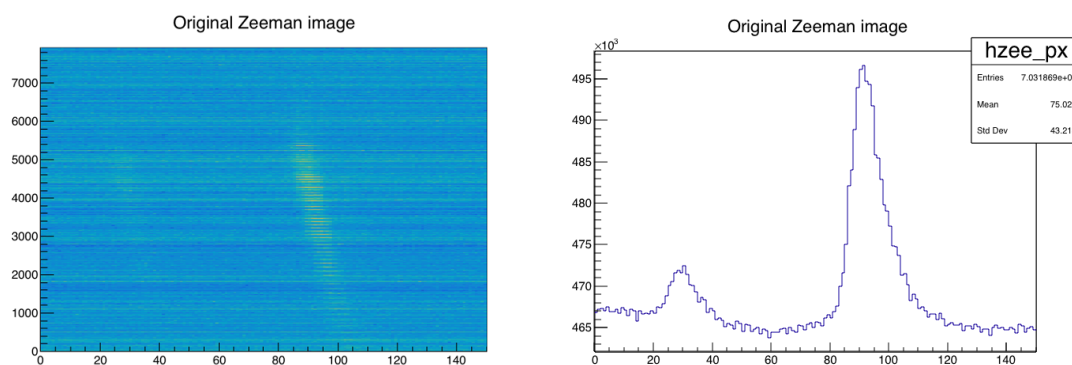 Original Zeeman image
7000
6000
5000
4000
3000
2000
1000
0
0 20 40 60 80 100 120 140
Original Zeeman image
×10³
hzee_px
Entries 7.031869e+0
Mean 75.02
Std Dev 43.21
495
490
485
480
475
470
465
0 20 40 60 80 100 120 140